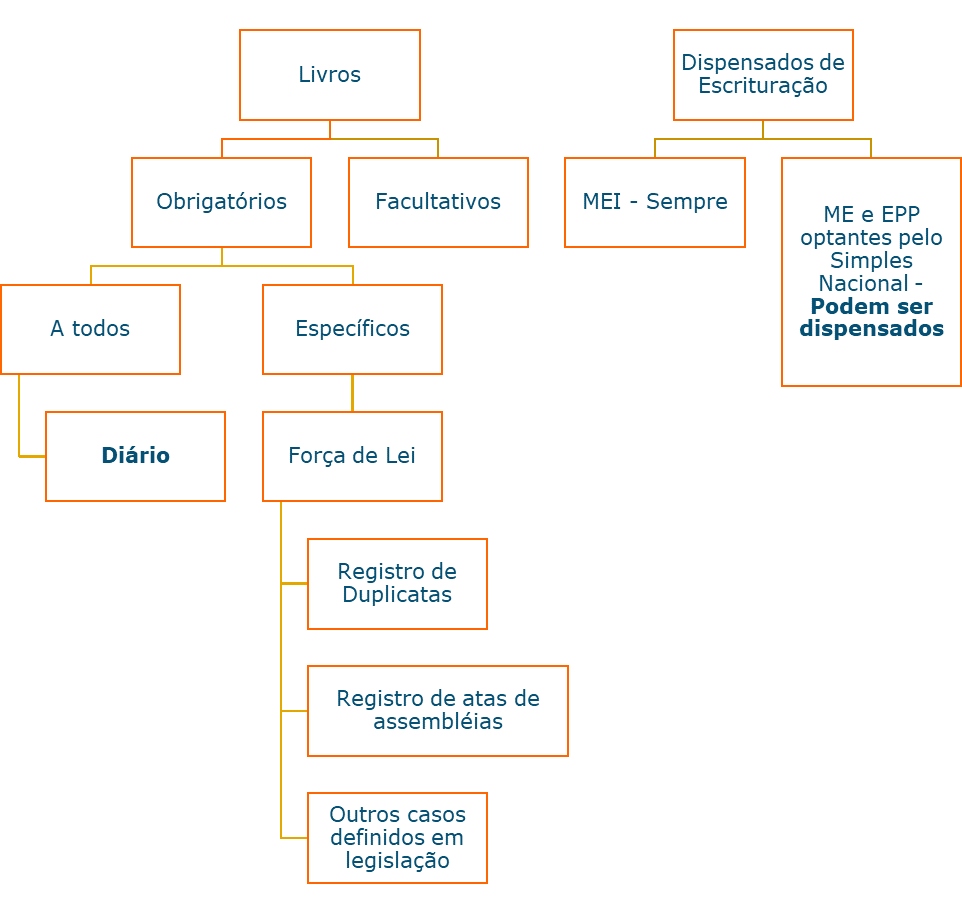 Livros
Dispensados de
Escrituração
Obrigatórios
Facultativos
MEI - Sempre
ME e EPP
optantes pelo
Simples
Nacional -
Podem ser
dispensados
A todos
Específicos
Diário
Força de Lei
Registro de
Duplicatas
Registro de atas de
assembléias
Outros casos
definidos em
legislação